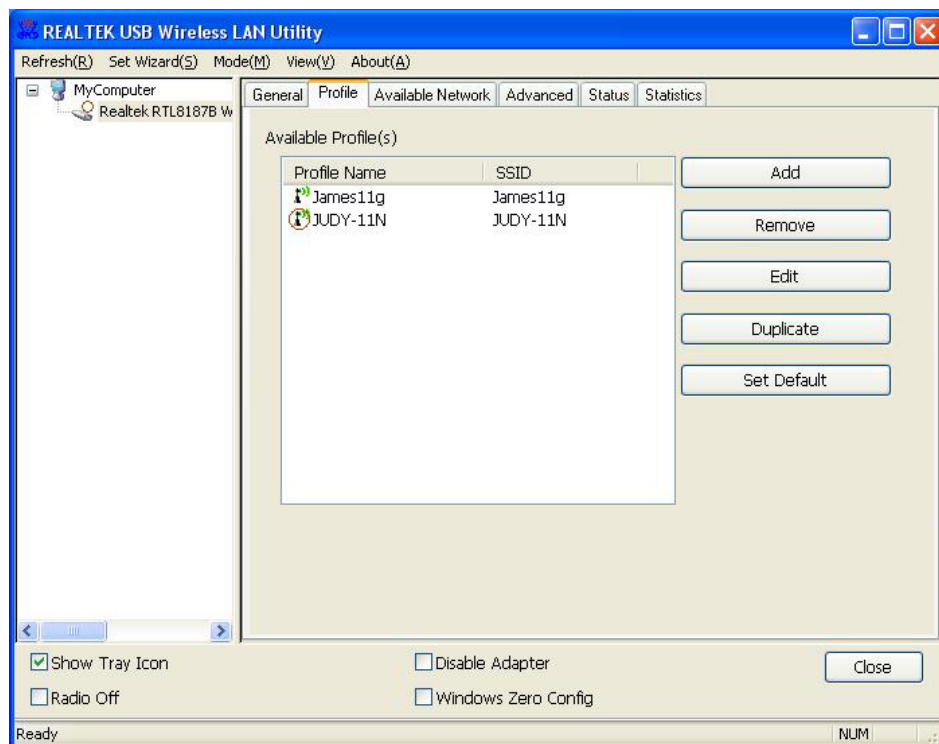 REALTEK USB Wireless LAN Utility
Refresh(R) Set Wizard(S) Mode(M) View(V) About(A)
MyComputer
Realtek RTL8187B W
General Profile Available Network Advanced Status Statistics
Available Profile(s)
Profile Name SSID
James11g James11g
JUDY-11N JUDY-11N
Add
Remove
Edit
Duplicate
Set Default
Show Tray Icon
Radio Off
Disable Adapter
Windows Zero Config
Close
Ready NUM